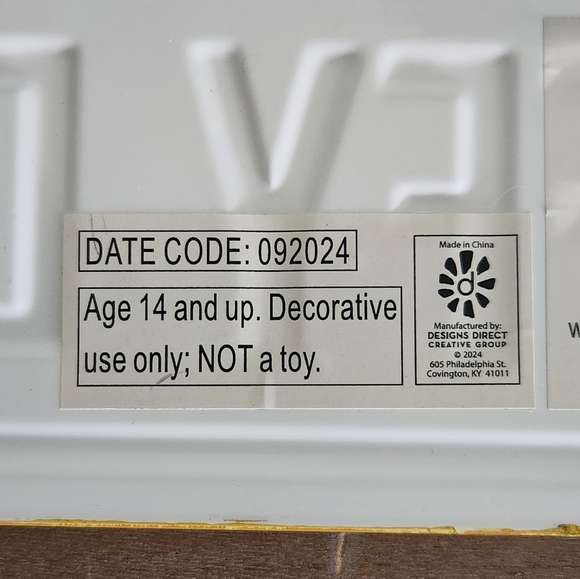 DATE CODE: 092024
Age 14 and up. Decorative
use only; NOT a toy.
Made in China
d
Manufactured by:
DESIGNS DIRECT
CREATIVE GROUP
© 2024
605 Philadelphia St.
Covington, KY 41011
W